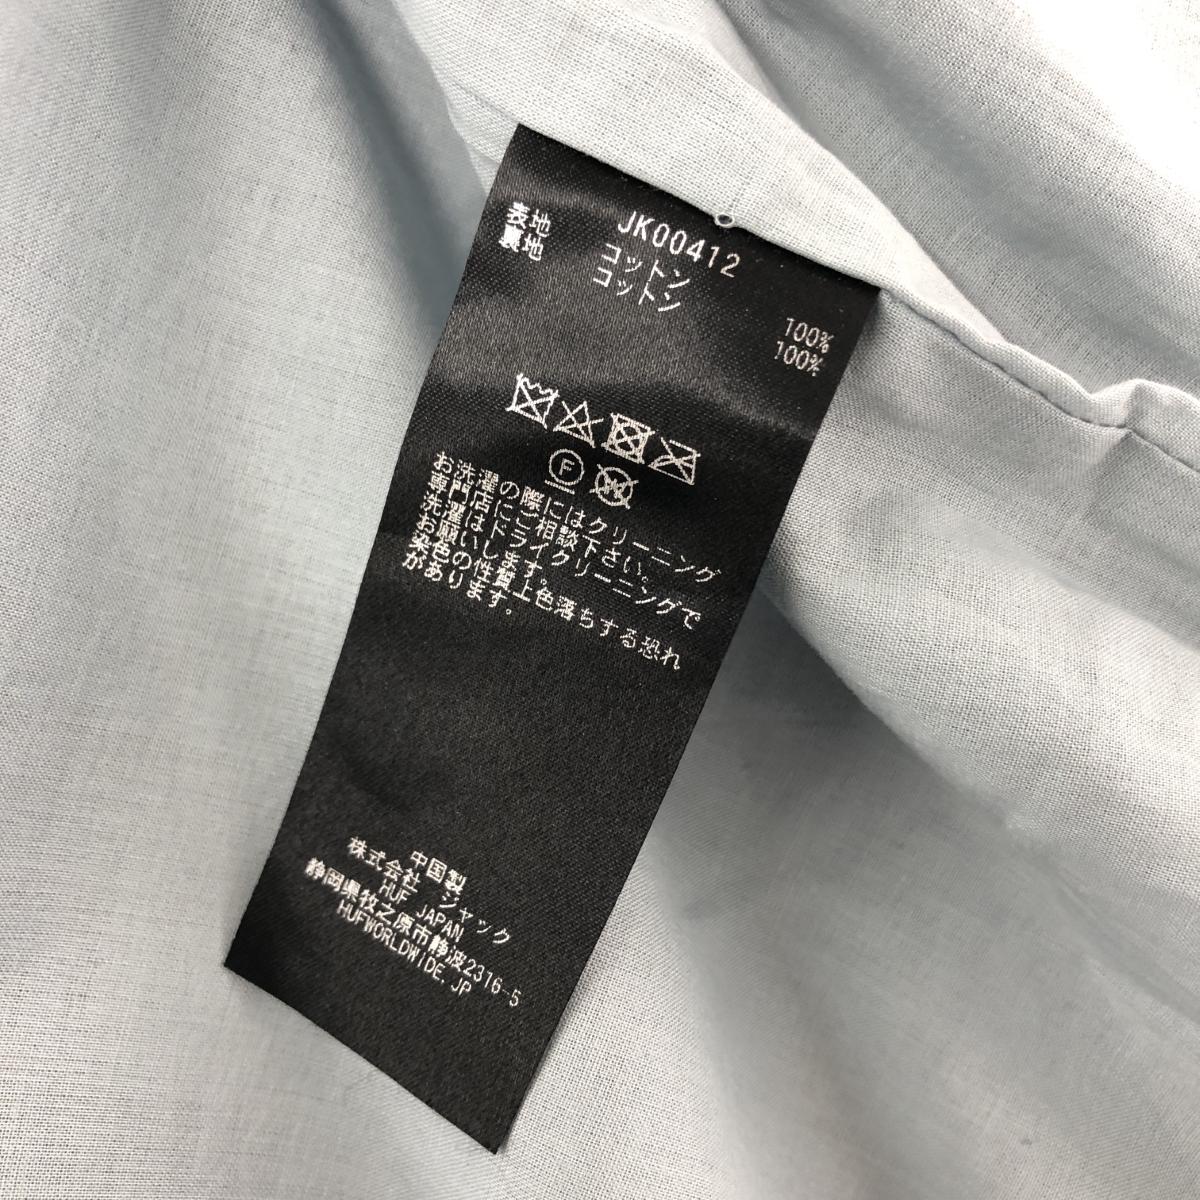 JK00412
表地 コットン 100%
裏地 コットン 100%
F
W
お洗濯の際にはクリーニング
専門店にご相談下さい。
洗濯はドライクリーニングで
お願いします。
染色の性質上色落ちする恐れ
があります。
中国製
株式会社 ジャック
HUF JAPAN
静岡県牧之原市静波2316-5
HUFWORLDWIDE.JP